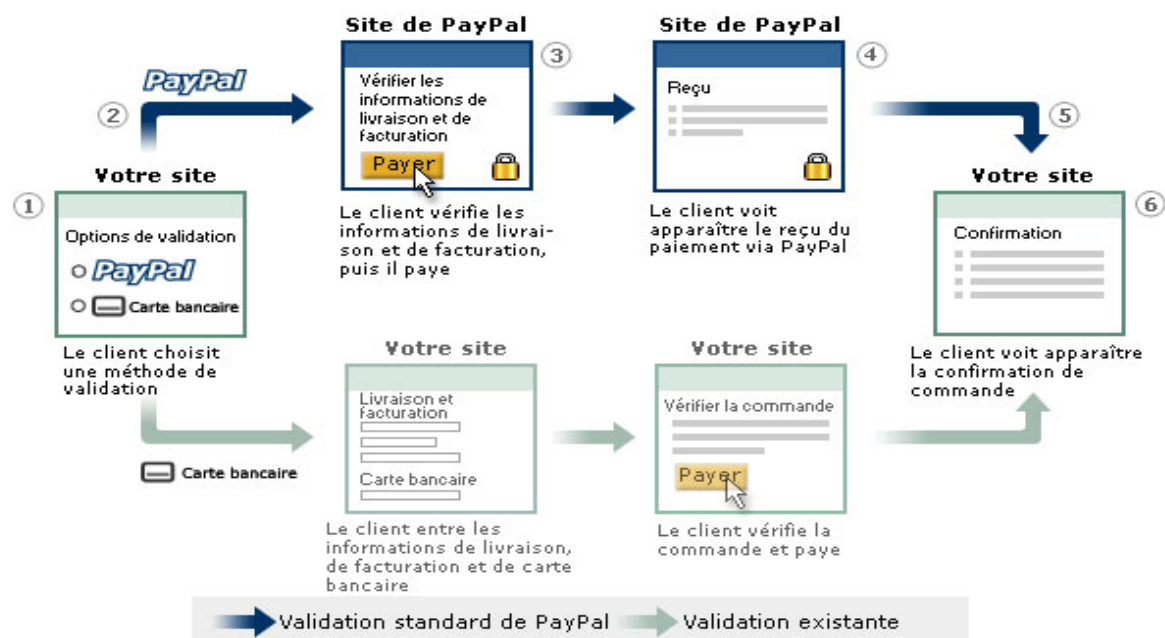 Site de PayPal
Site de PayPal
3
4
PayPal
Vérifier les
informations de
livraison et de
facturation
Payer
Reçu
2
5
Votre site
1
Options de validation
PayPal
Carte bancaire
Le client choisit
une méthode de
validation
Le client vérifie les
informations de livrai-
son et de facturation,
puis il paye
Le client voit
apparaître le reçu du
paiement via PayPal
Votre site
6
Confirmation
Le client voit apparaître
la confirmation de
commande
Carte bancaire
Votre site
Livraison et
facturation
Carte bancaire
Le client entre les
informations de livraison,
de facturation et de carte
bancaire
Votre site
Vérifier la commande
Payer
Le client vérifie la
commande et paye
Validation standard de PayPal
Validation existante